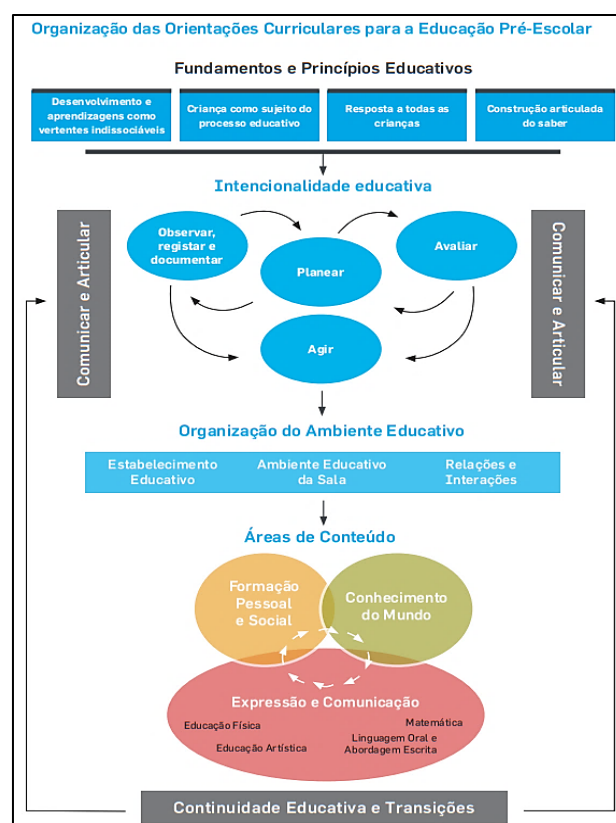 Organização das Orientações Curriculares para a Educação Pré-Escolar
Fundamentos e Princípios Educativos
Desenvolvimento e
aprendizagens como
vertentes indissociáveis
Criança como sujeito do
processo educativo
Resposta a todas as
crianças
Construção articulada
do saber
Intencionalidade educativa
Comunicar e Articular
Observar,
registar e
documentar
Planear
Avaliar
Agir
Comunicar e Articular
Organização do Ambiente Educativo
Estabelecimento
Educativo
Ambiente Educativo
da Sala
Relações e
Interações
Áreas de Conteúdo
Formação
Pessoal
e Social
Conhecimento
do Mundo
Expressão e Comunicação
Educação Física
Educação Artística
Matemática
Linguagem Oral e
Abordagem Escrita
Continuidade Educativa e Transições